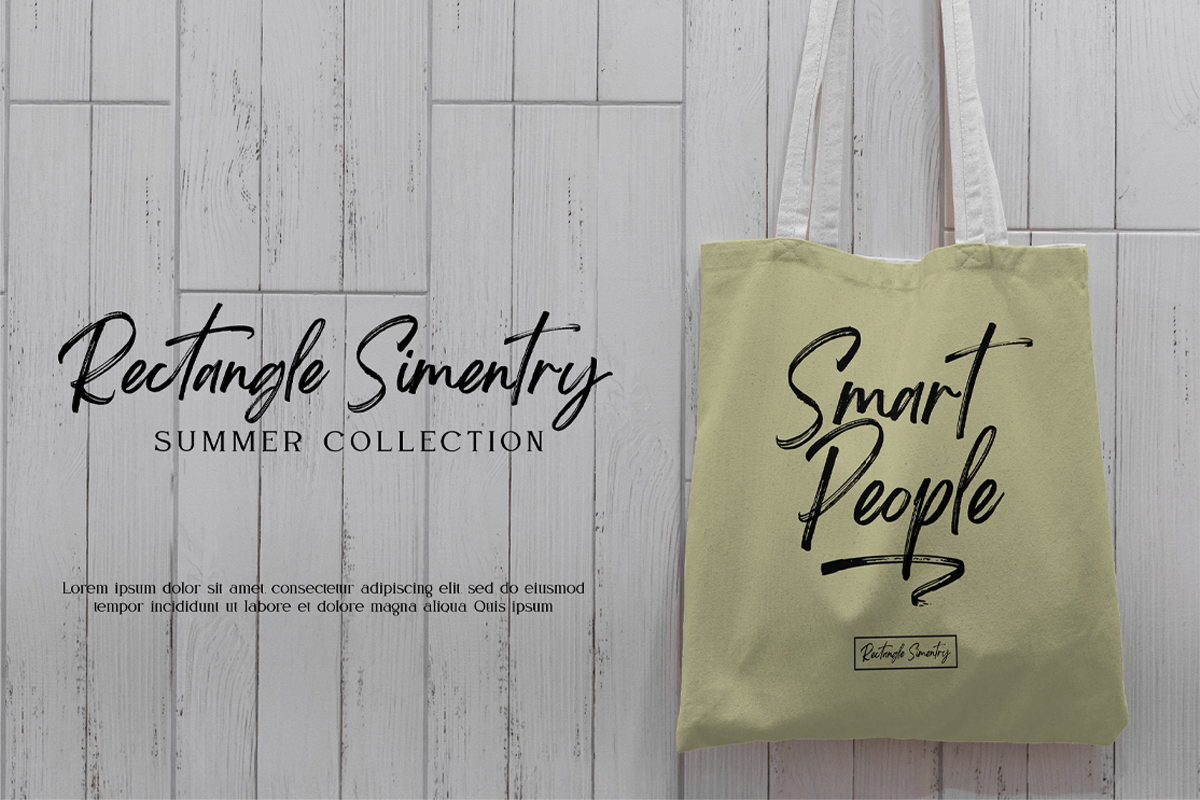 Rectangle Simentry
SUMMER COLLECTION
Lorem ipsum dolor sit amet consectetur adipiscing elit sed do eiusmod
tempor incididunt ut labore et dolore magna aliqua Quis ipsum
Smart
People
Rectangle Simentry